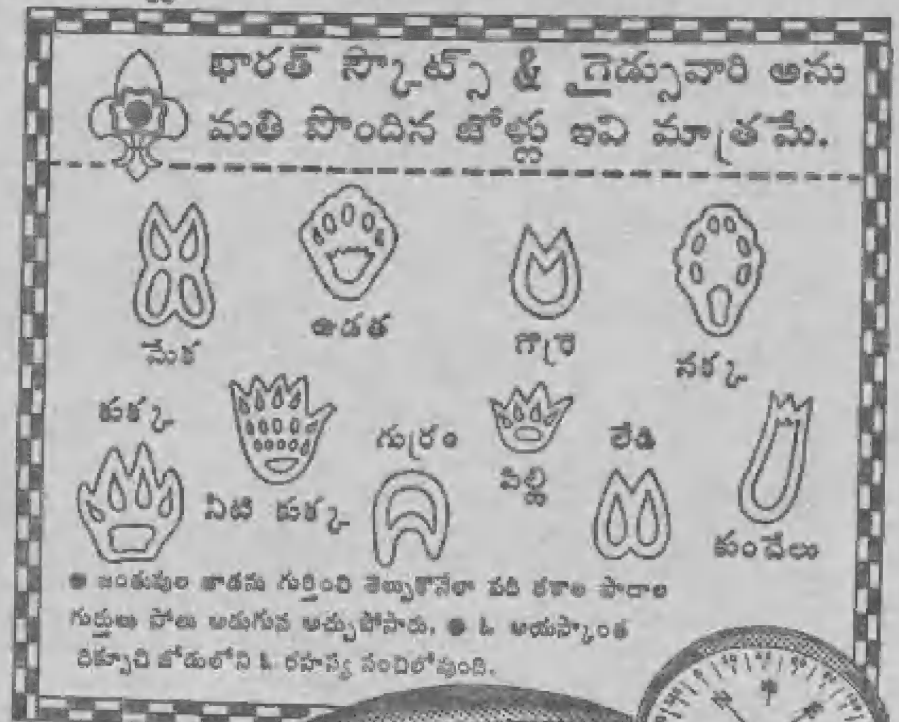 భారత్ స్కౌట్స్ & గైడ్సువారి అను
మతి పొందిన జోళ్లు ఇవి మాత్రమే.
మేక
ఉడత
గొర్రె
నక్క
కుక్క
నీటి కుక్క
గుర్రం
పిల్లి
లేడి
కుందేలు
● జంతువుల జాడను గుర్తించి తెల్సుకొనేలా పది రకాల పాదాల
గుర్తులు పోలు అడుగున అచ్చుపోసారు. ● ఓ అయస్కాంత
దిక్సూచి జోడులోని ఓ రహస్య సంచిలోవుంది.